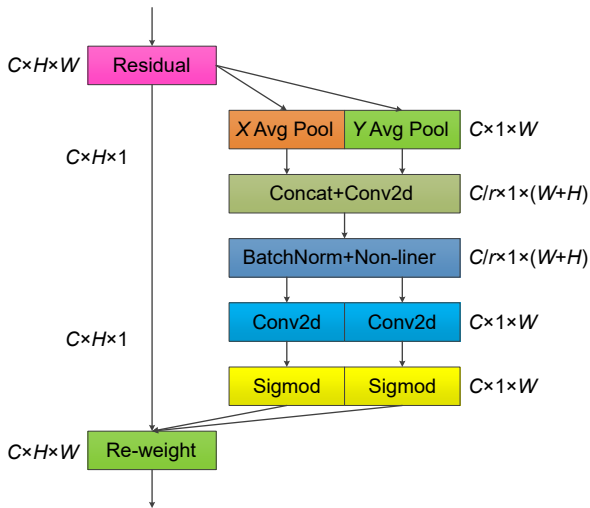 C×H×W
Residual
X Avg Pool
Y Avg Pool
C×1×W
C×H×1
Concat+Conv2d
C/r×1×(W+H)
BatchNorm+Non-liner
C/r×1×(W+H)
Conv2d
Conv2d
C×1×W
C×H×1
Sigmod
Sigmod
C×1×W
C×H×W
Re-weight